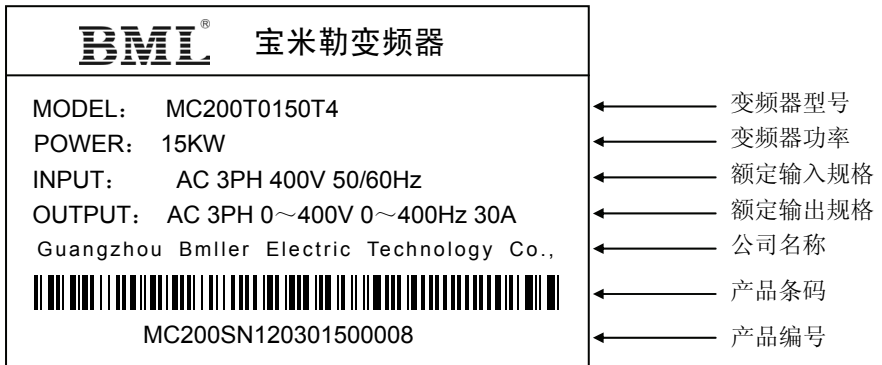 BML® 宝米勒变频器
MODEL： MC200T0150T4 变频器型号
POWER： 15KW 变频器功率
INPUT： AC 3PH 400V 50/60Hz 额定输入规格
OUTPUT： AC 3PH 0～400V 0～400Hz 30A 额定输出规格
Guangzhou Bmller Electric Technology Co., 公司名称
产品条码
MC200SN120301500008 产品编号